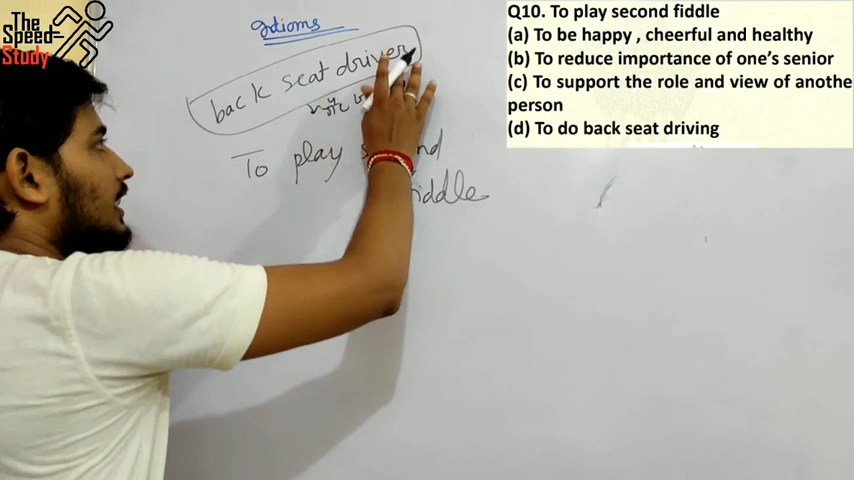 The
Speed
Study
Idioms
back seat driver
To play
iddle
Q10. To play second fiddle
(a) To be happy , cheerful and healthy
(b) To reduce importance of one's senior
(c) To support the role and view of anothe
person
(d) To do back seat driving